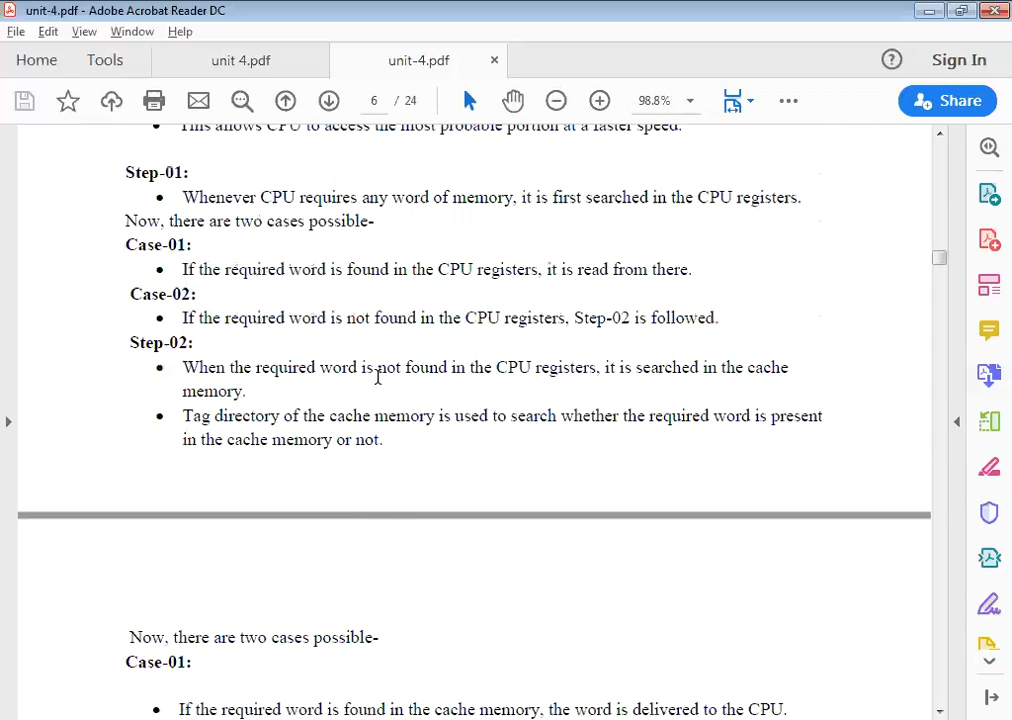 unit-4.pdf - Adobe Acrobat Reader DC
File Edit View Window Help
Home Tools unit 4.pdf unit-4.pdf Sign In
6 / 24 98.8% Share
This allows CPU to access the most probable portion at a faster speed.
Step-01:
• Whenever CPU requires any word of memory, it is first searched in the CPU registers.
Now, there are two cases possible-
Case-01:
• If the required word is found in the CPU registers, it is read from there.
Case-02:
• If the required word is not found in the CPU registers, Step-02 is followed.
Step-02:
• When the required word is not found in the CPU registers, it is searched in the cache
memory.
• Tag directory of the cache memory is used to search whether the required word is present
in the cache memory or not.
Now, there are two cases possible-
Case-01:
• If the required word is found in the cache memory, the word is delivered to the CPU.